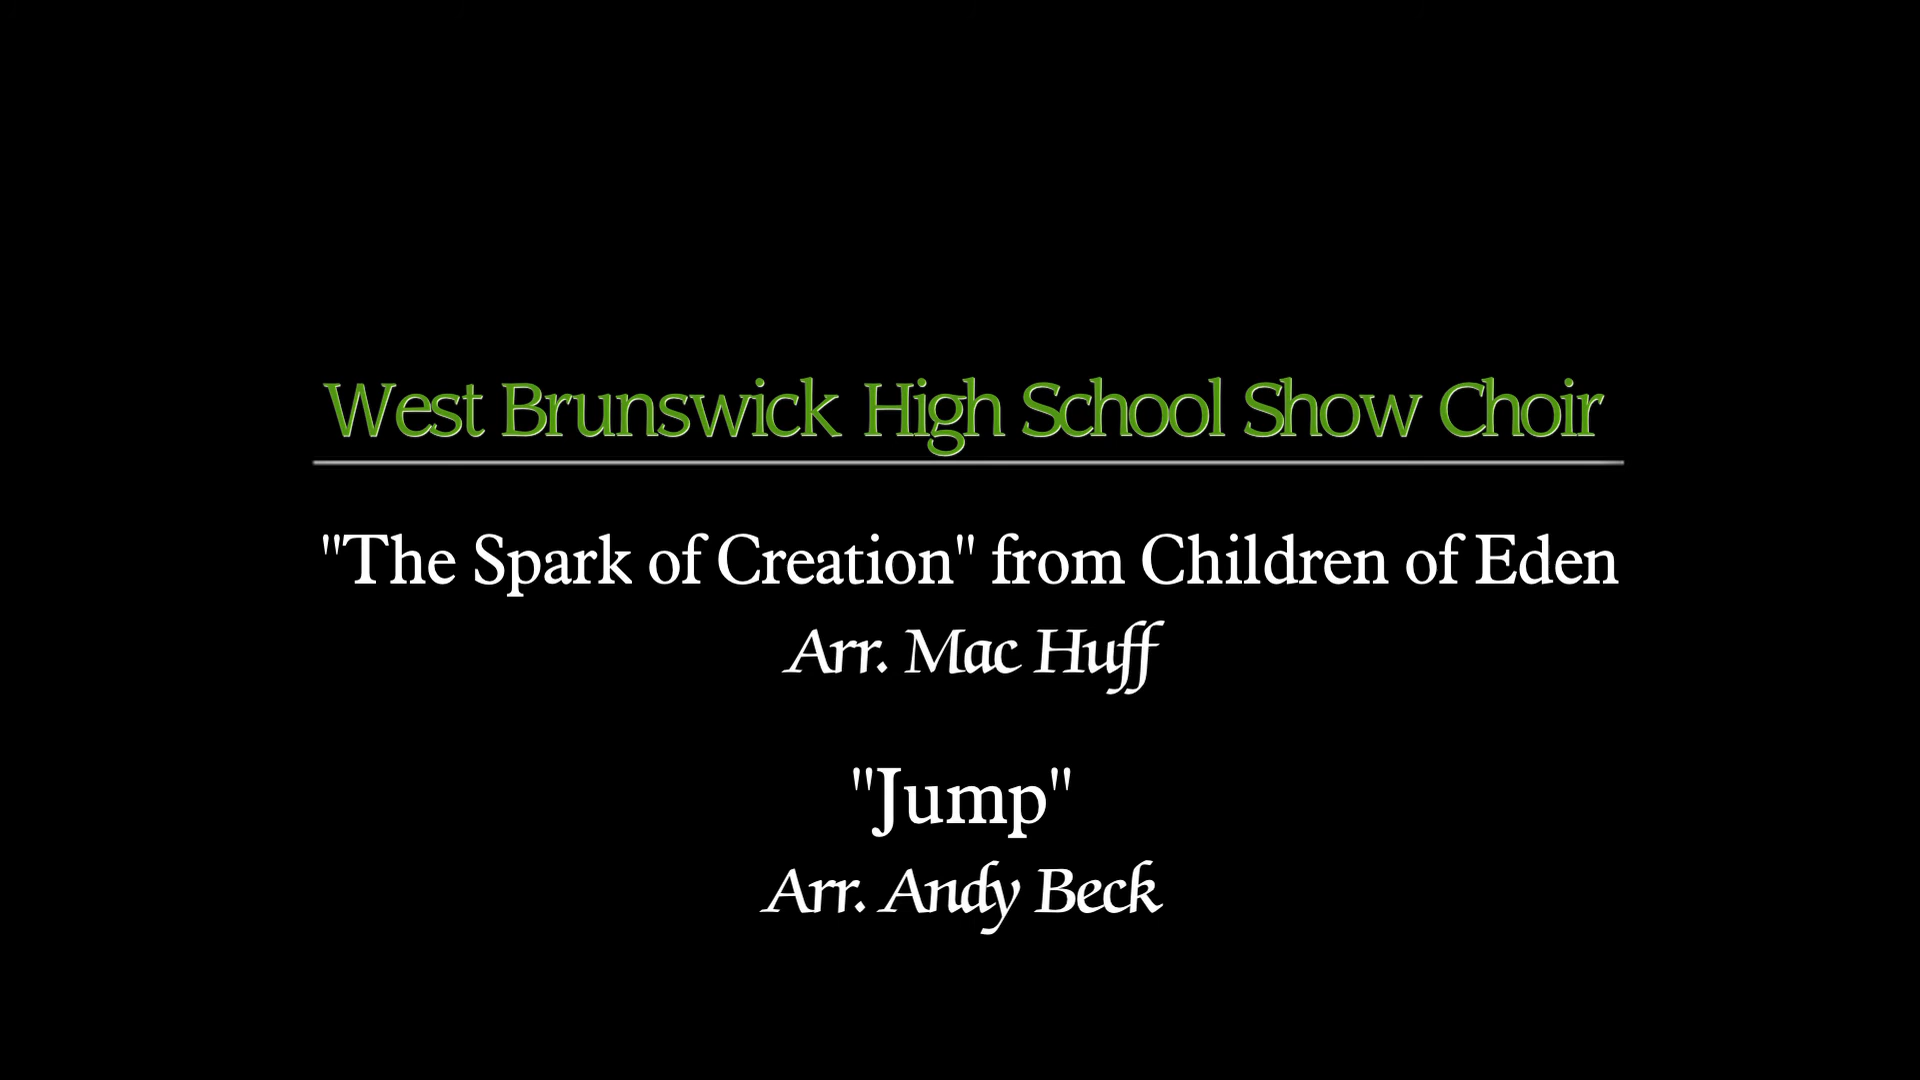 West Brunswick High School Show Choir
"The Spark of Creation" from Children of Eden
Arr. Mac Huff
"Jump"
Arr. Andy Beck